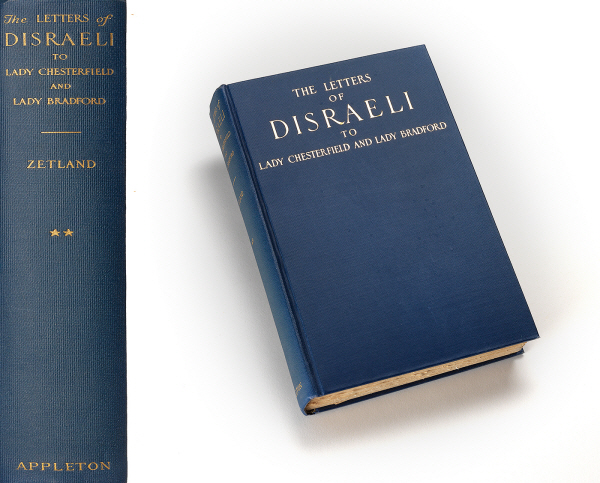 The LETTERS of
DISRAELI
TO
LADY CHESTERFIELD
AND
LADY BRADFORD
ZETLAND
★★
APPLETON
THE LETTERS
OF
DISRAELI
TO
LADY CHESTERFIELD AND LADY BRADFORD